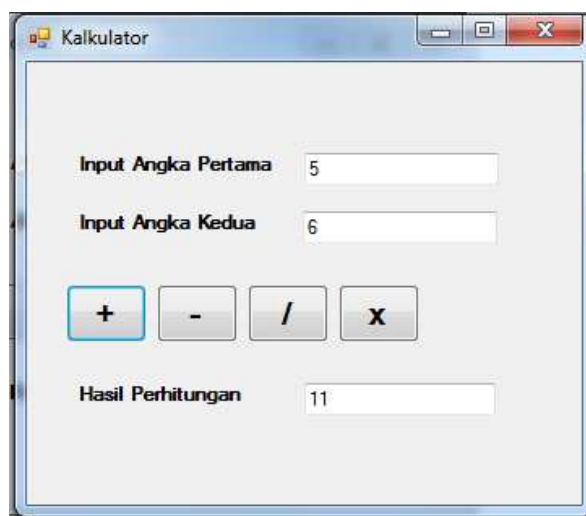 Kalkulator
Input Angka Pertama 5
Input Angka Kedua 6
+ - / x
Hasil Perhitungan 11